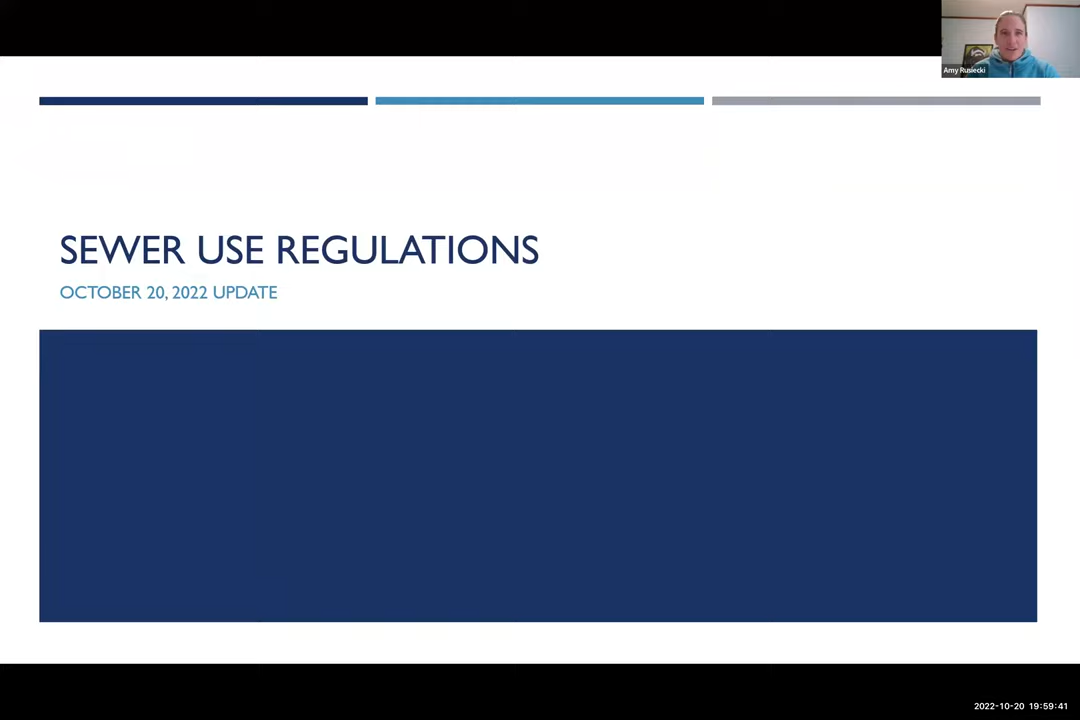 Amy Rusiecki
SEWER USE REGULATIONS
OCTOBER 20, 2022 UPDATE
2022-10-20 19:59:41